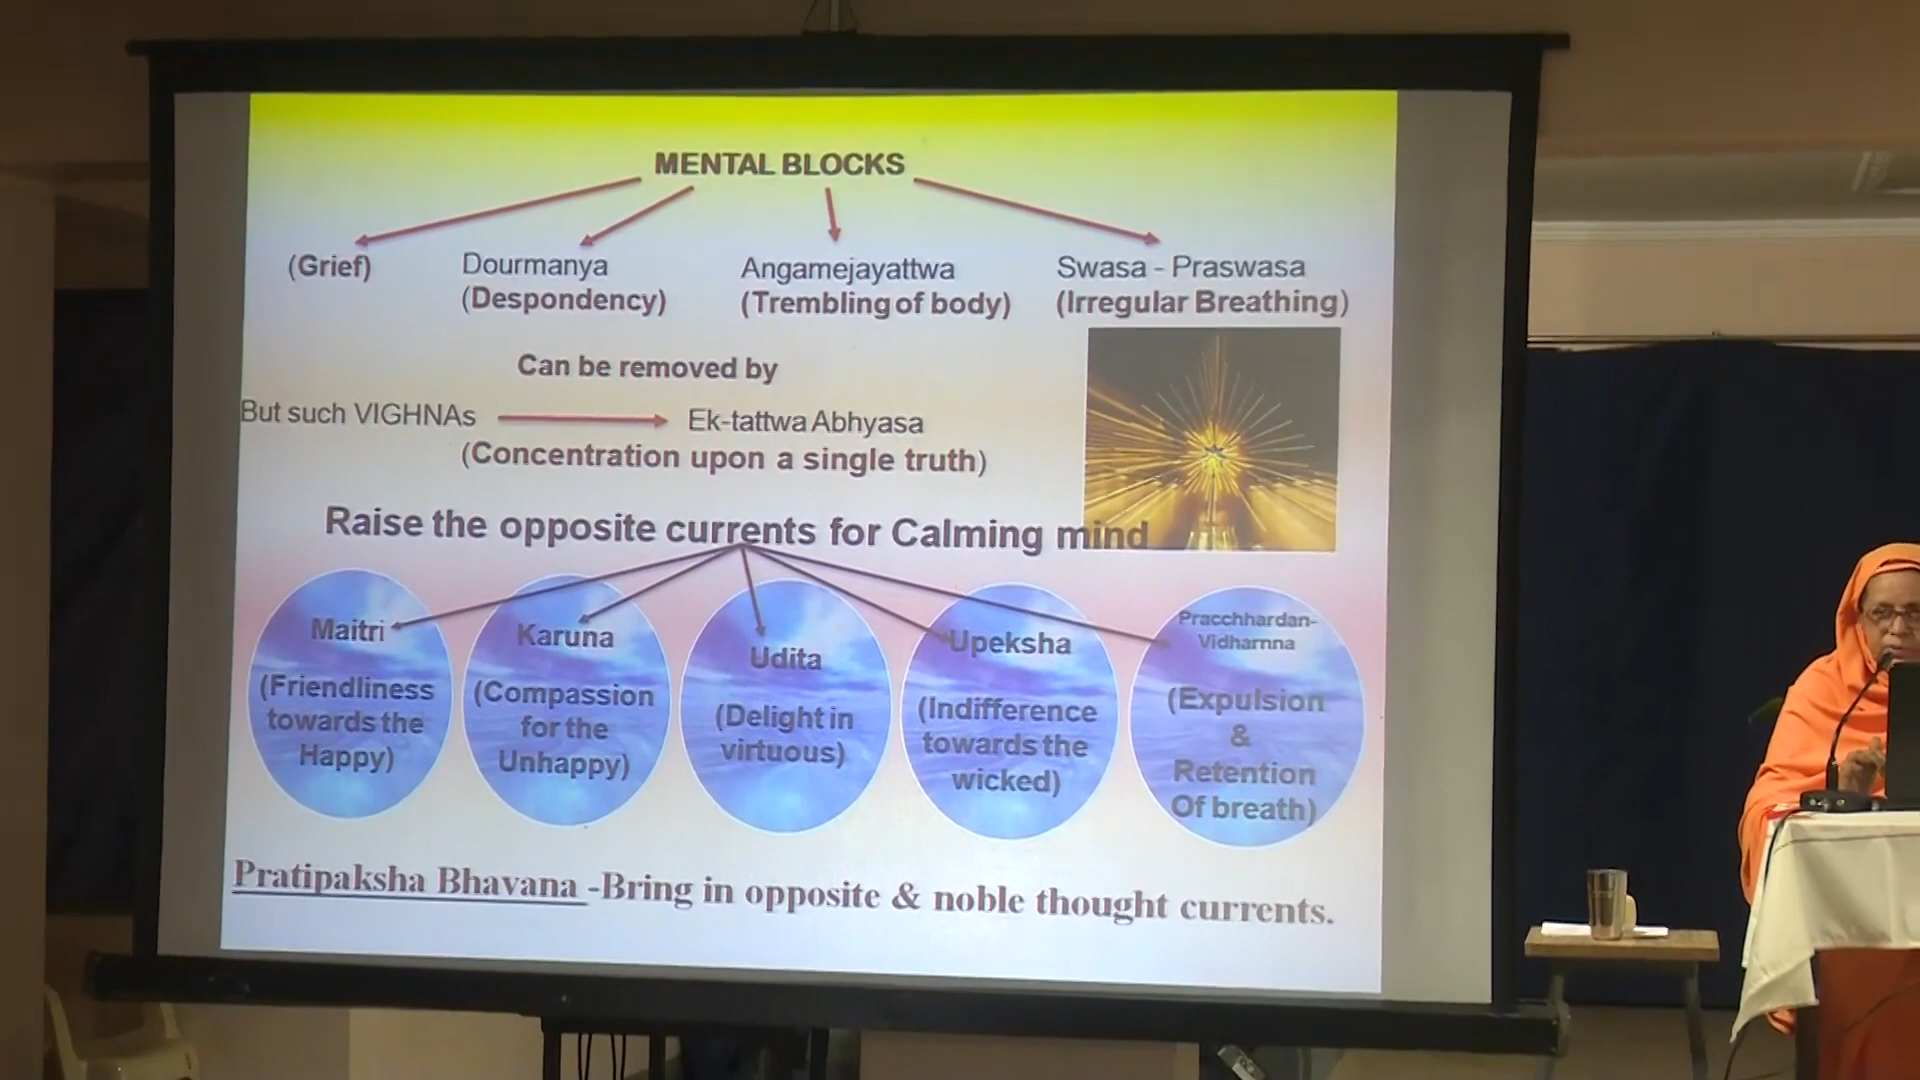 MENTAL BLOCKS
(Grief)
Dourmanya
(Despondency)
Angamejayattwa
(Trembling of body)
Swasa - Praswasa
(Irregular Breathing)
Can be removed by
But such VIGHNAs
Ek-tattwa Abhyasa
(Concentration upon a single truth)
Raise the opposite currents for Calming mind
Maitri
(Friendliness
towards the
Happy)
Karuna
(Compassion
for the
Unhappy)
Udita
(Delight in
virtuous)
Upeksha
(Indifference
towards the
wicked)
Pracchhardan-
Vidharnna
(Expulsion
&
Retention
Of breath)
Pratipaksha Bhavana -Bring in opposite & noble thought currents.